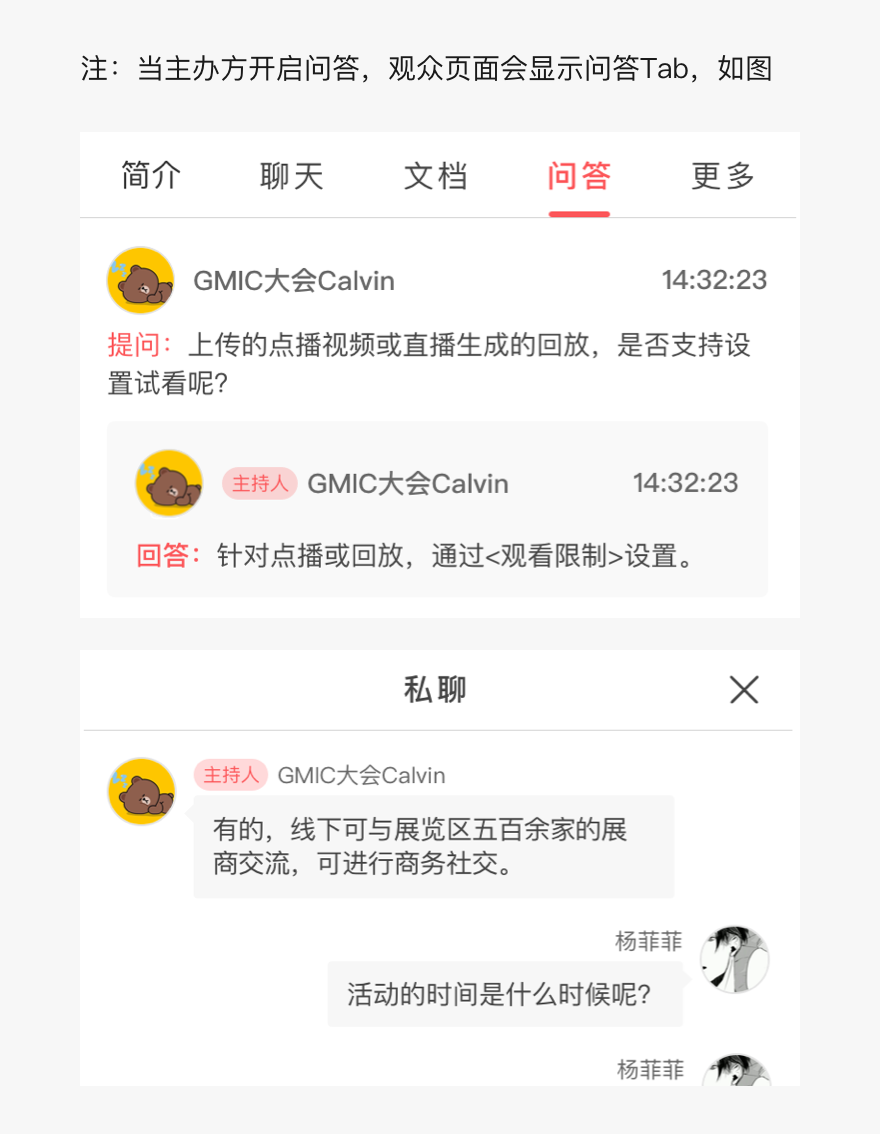 注：当主办方开启问答，观众页面会显示问答Tab，如图
简介 聊天 文档 问答 更多
GMIC大会Calvin 14:32:23
提问：上传的点播视频或直播生成的回放，是否支持设
置试看呢？
主持人 GMIC大会Calvin 14:32:23
回答：针对点播或回放，通过<观看限制>设置。
私聊
主持人 GMIC大会Calvin
有的，线下可与展览区五百余家的展
商交流，可进行商务社交。
杨菲菲
活动的时间是什么时候呢？
杨菲菲